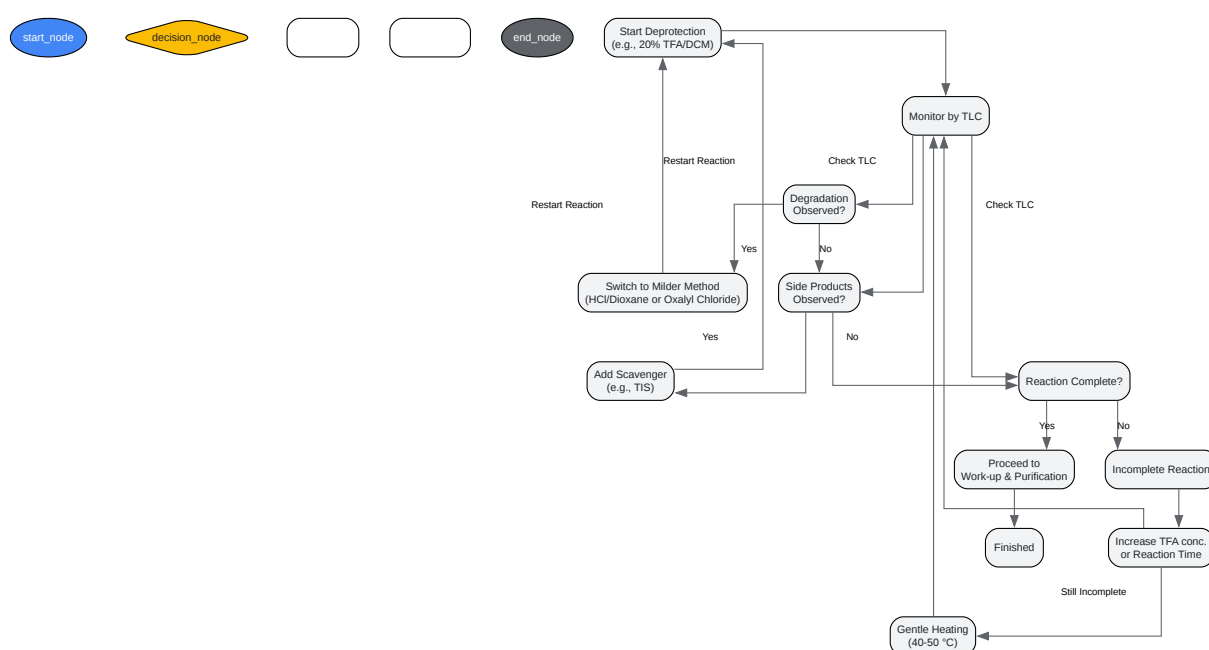 start_node
decision_node
end_node
Start Deprotection
(e.g., 20% TFA/DCM)
Monitor by TLC
Restart Reaction
Check TLC
Degradation
Observed?
Restart Reaction
Check TLC
Yes
No
Switch to Milder Method
(HCl/Dioxane or Oxalyl Chloride)
Side Products
Observed?
Yes
No
Add Scavenger
(e.g., TIS)
Reaction Complete?
Yes
No
Proceed to
Work-up & Purification
Incomplete Reaction
Finished
Increase TFA conc.
or Reaction Time
Still Incomplete
Gentle Heating
(40-50 °C)